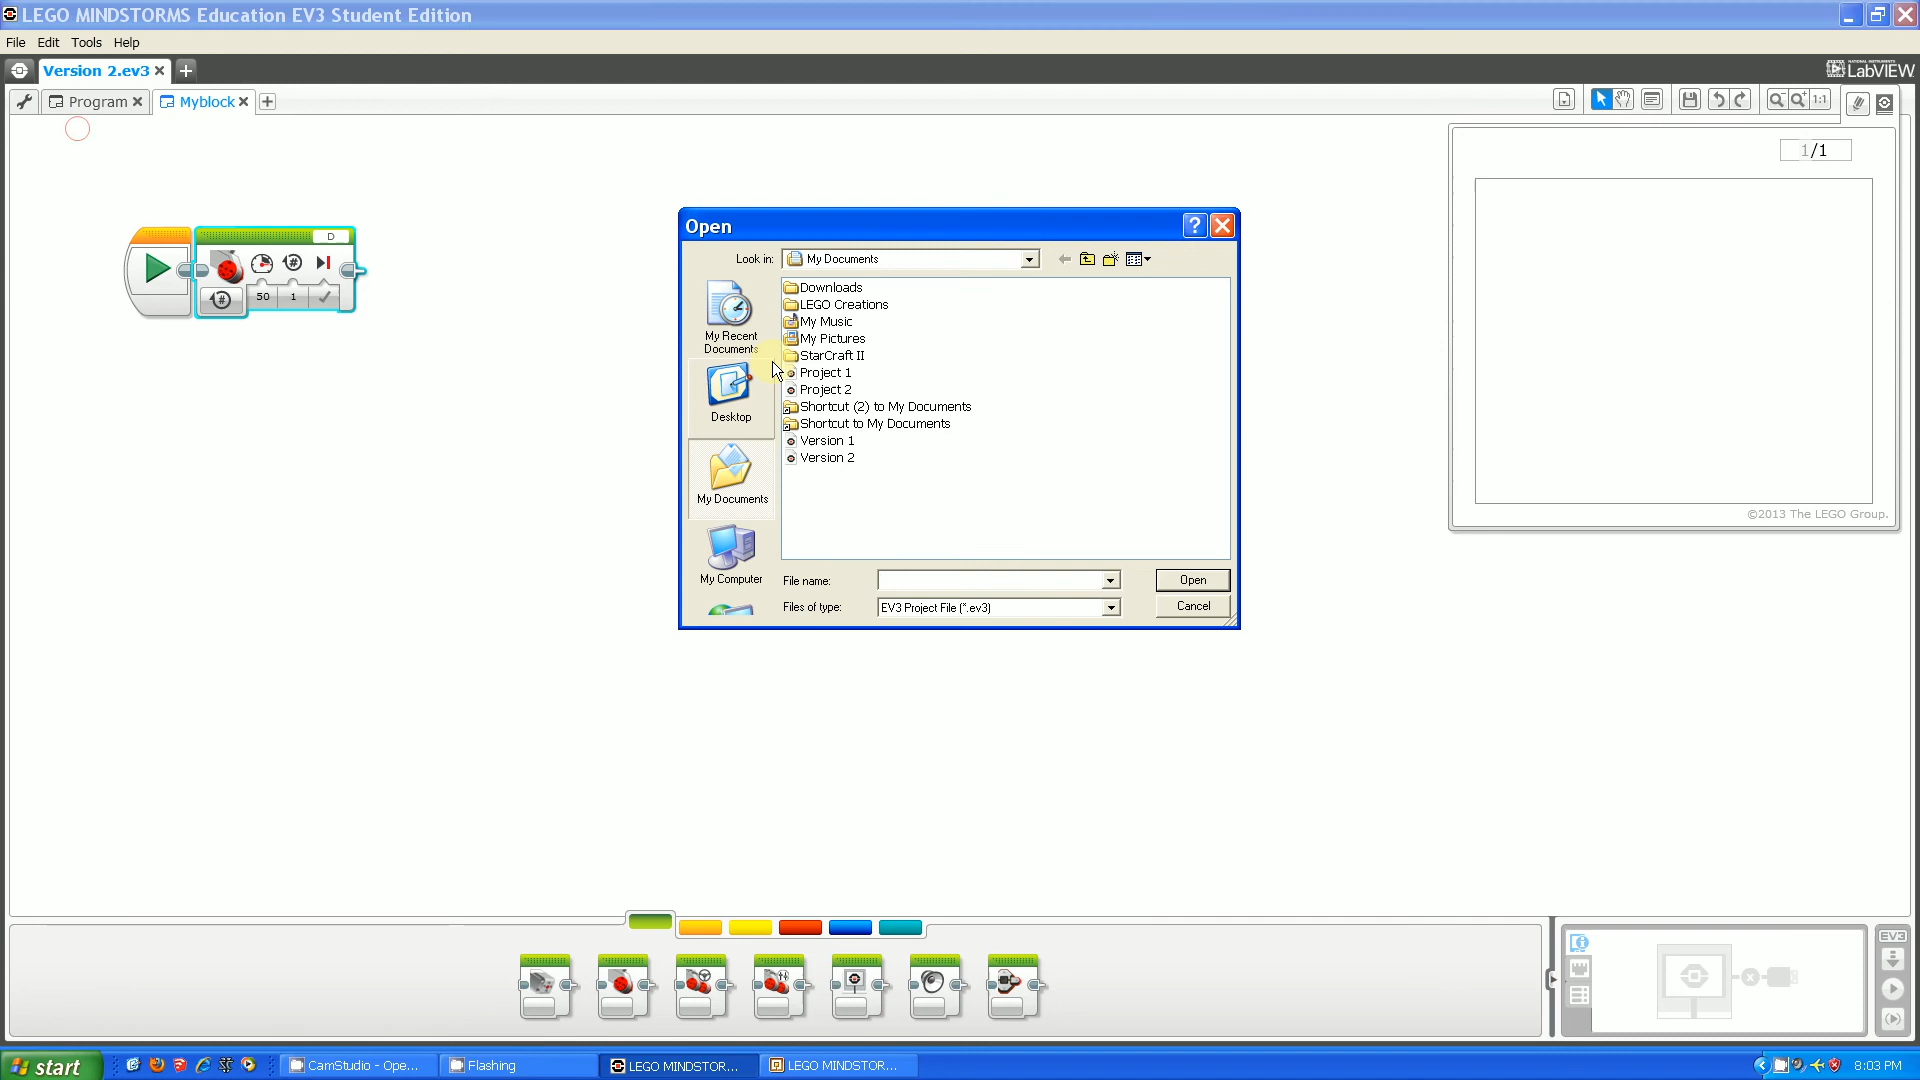 LEGO MINDSTORMS Education EV3 Student Edition
File Edit Tools Help
Version 2.ev3
LabVIEW
Program Myblock
1:1
1/1
D
# 50 1
#
Open
Look in: My Documents
My Recent Documents
Desktop
My Documents
My Computer
Downloads
LEGO Creations
My Music
My Pictures
StarCraft II
Project 1
Project 2
Shortcut (2) to My Documents
Shortcut to My Documents
Version 1
Version 2
File name: Open
Files of type: EV3 Project File (*.ev3) Cancel
©2013 The LEGO Group.
EV3
start CamStudio - Ope... Flashing LEGO MINDSTOR... LEGO MINDSTOR... 8:03 PM